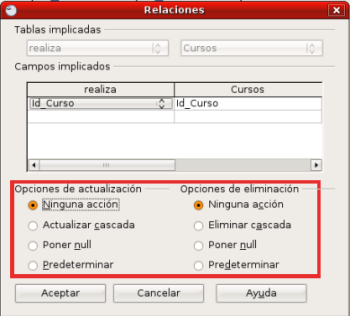 Relaciones
Tablas implicadas
realiza Cursos
Campos implicados
realiza Cursos
Id_Curso Id_Curso
Opciones de actualización Opciones de eliminación
Ninguna acción Ninguna acción
Actualizar cascada Eliminar cascada
Poner null Poner null
Predeterminar Predeterminar
Aceptar Cancelar Ayuda